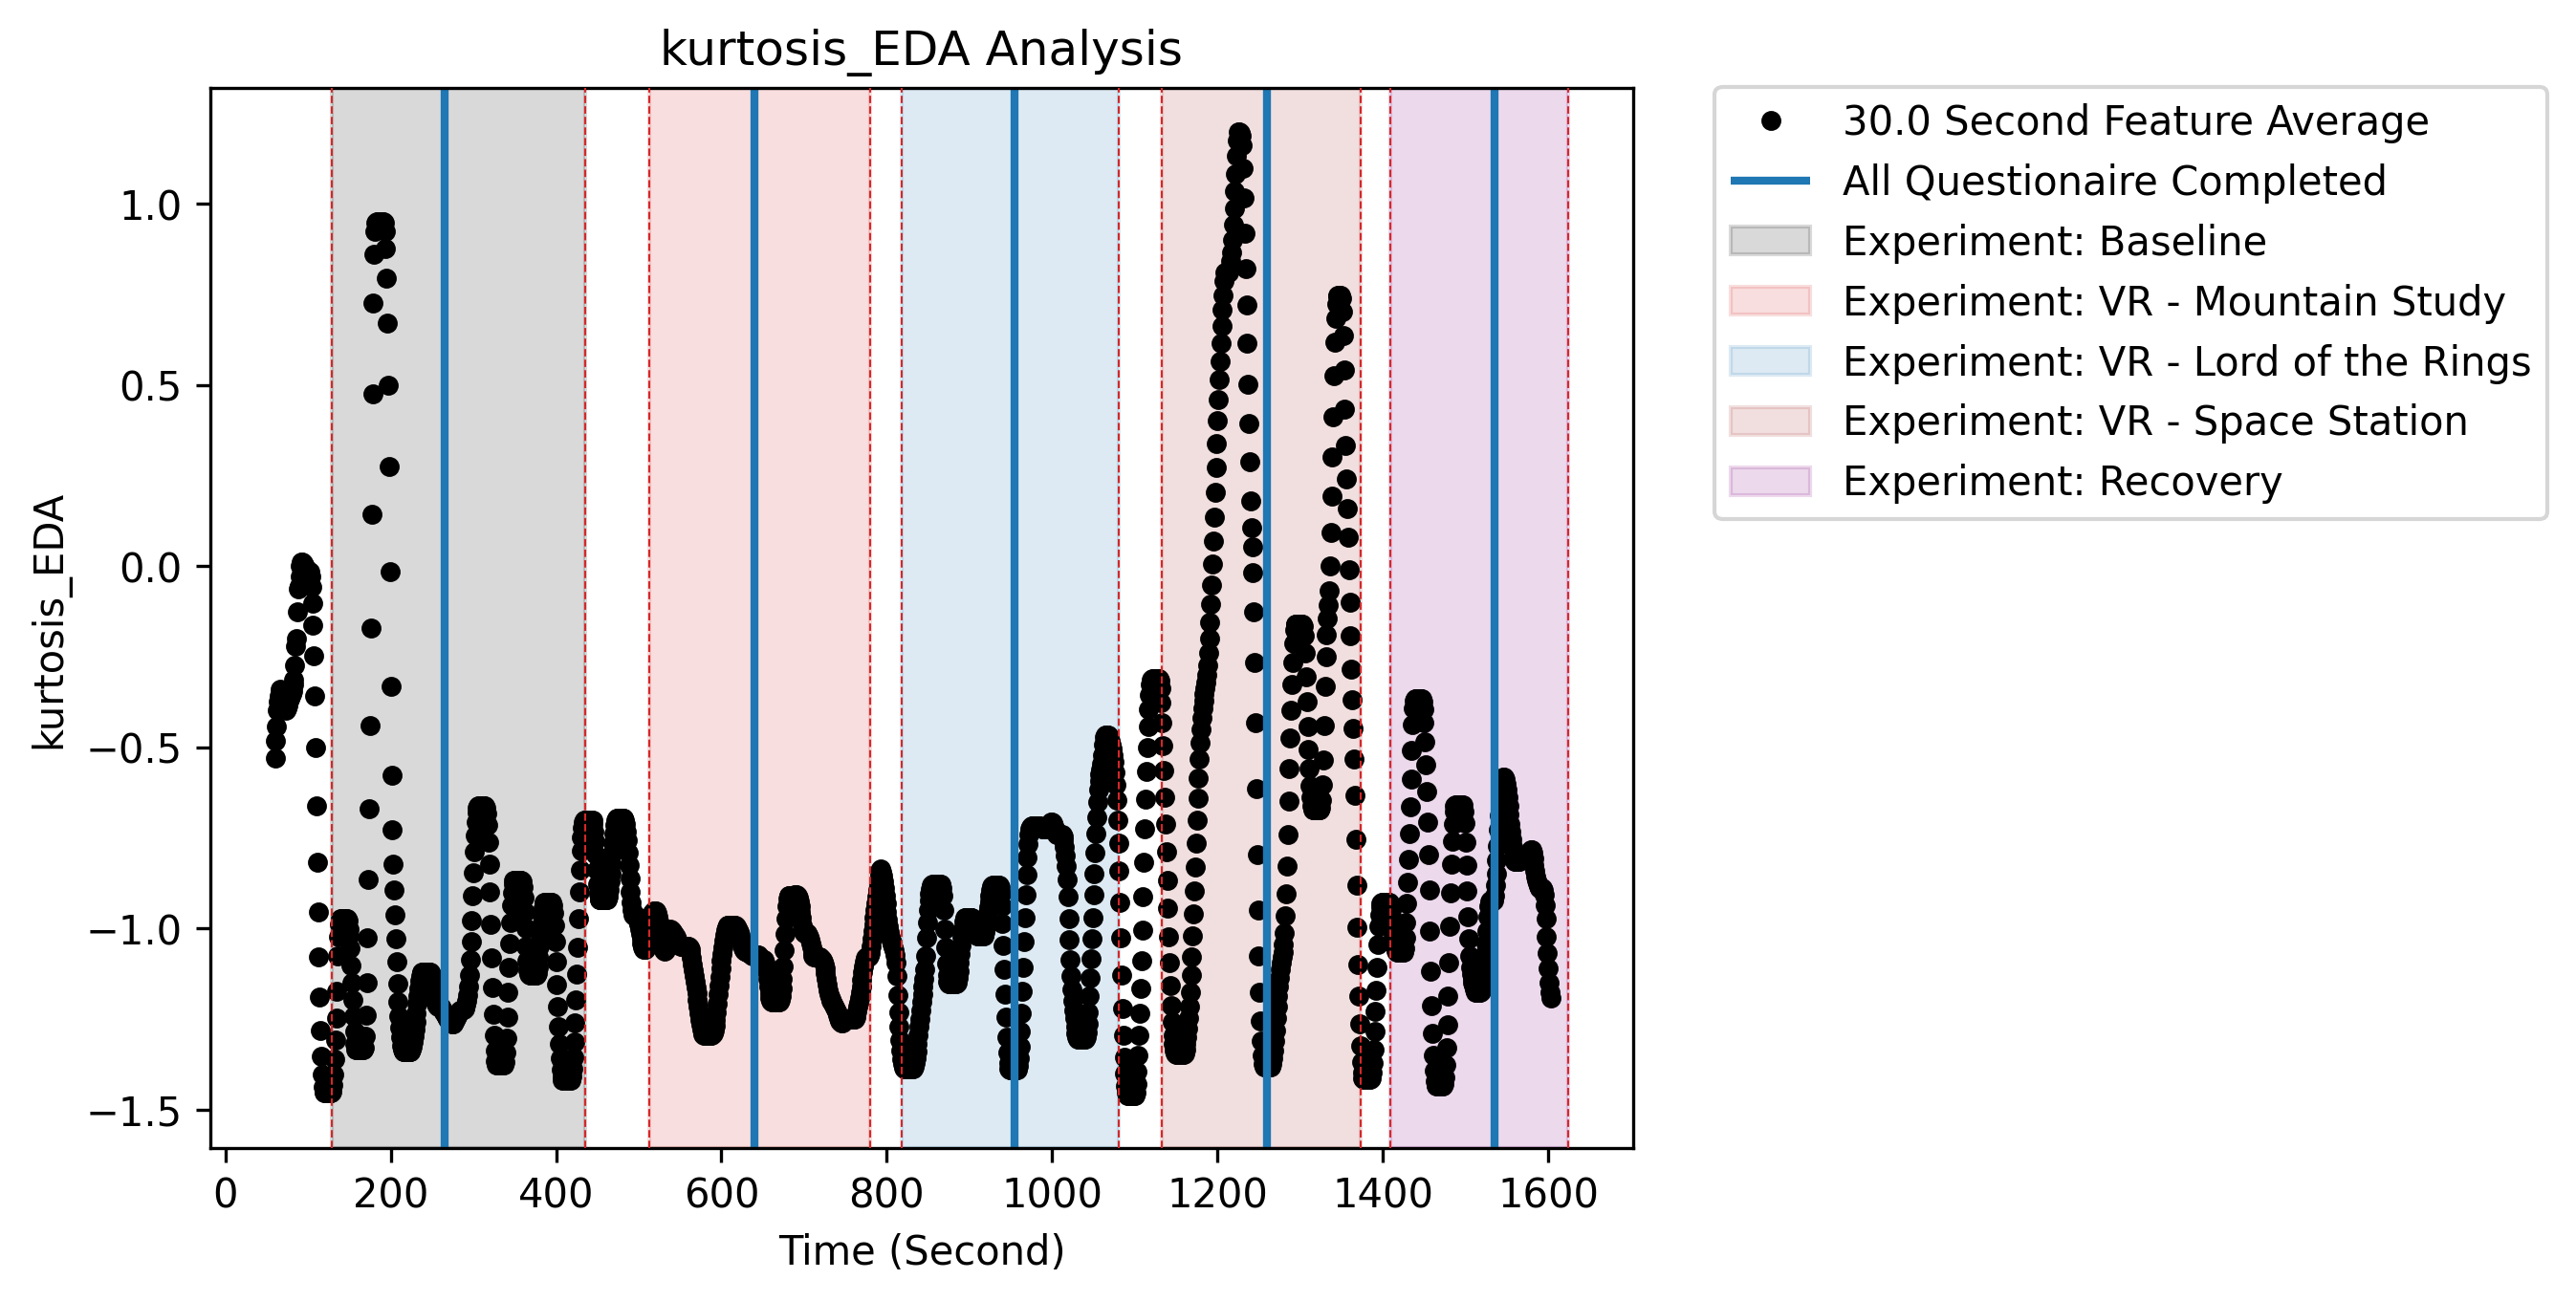 kurtosis_EDA Analysis
kurtosis_EDA
1.0
0.5
0.0
−0.5
−1.0
−1.5
0
200
400
600
800
1000
1200
1400
1600
Time (Second)
30.0 Second Feature Average
All Questionaire Completed
Experiment: Baseline
Experiment: VR - Mountain Study
Experiment: VR - Lord of the Rings
Experiment: VR - Space Station
Experiment: Recovery